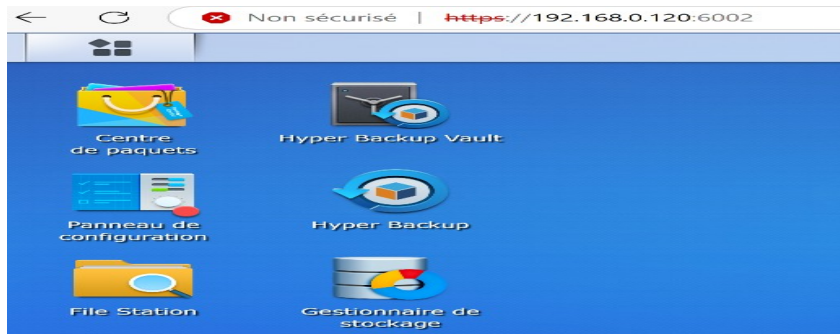 Non sécurisé | https://192.168.0.120:6002
Centre
de paquets
Hyper Backup Vault
Panneau de
configuration
Hyper Backup
File Station
Gestionnaire de
stockage